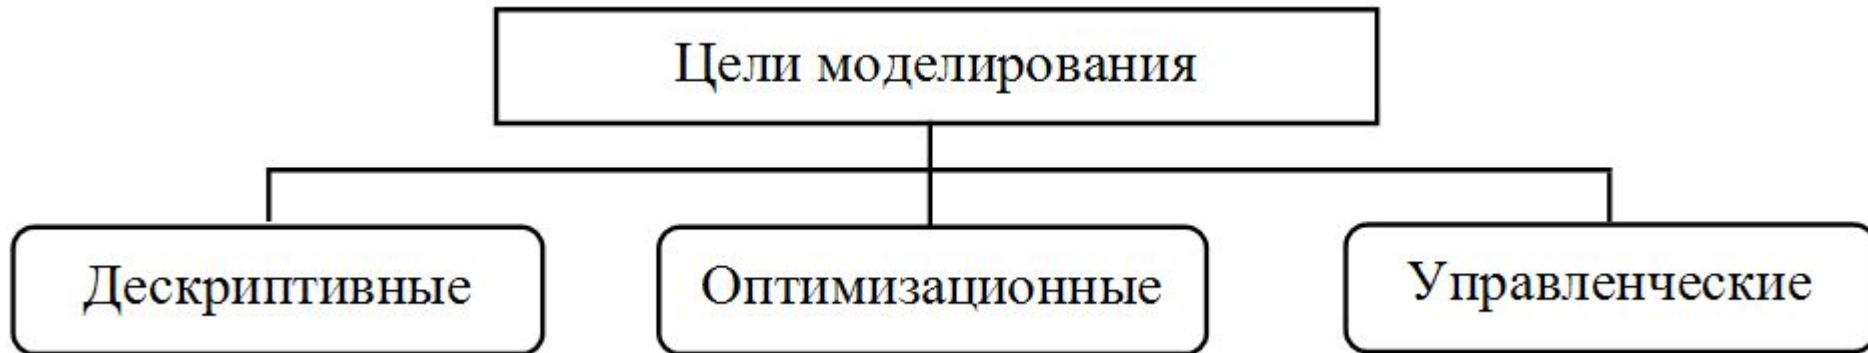 Цели моделирования
Дескриптивные
Оптимизационные
Управленческие